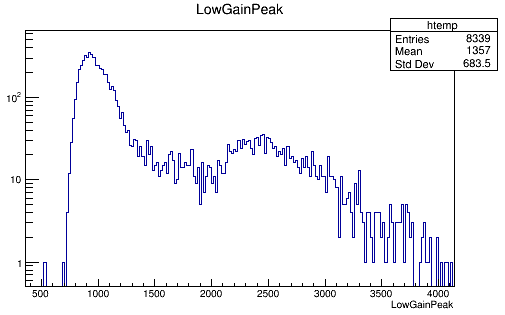 LowGainPeak
htemp
Entries 8339
Mean 1357
Std Dev 683.5
10²
10
1
500 1000 1500 2000 2500 3000 3500 4000
LowGainPeak